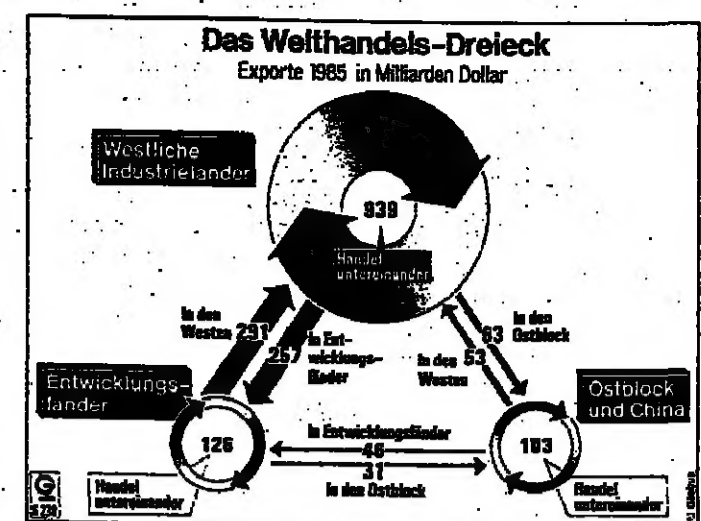 Das Welthandels-Dreieck
Exporte 1985 in Milliarden Dollar
Westliche
Industrieländer
939
Handel
untereinander
In den
Westen 291
257
In Ent-
wicklungs-
länder
63
In den
Ostblock
In den
Westen
53
Entwicklungs-
länder
Ostblock
und China
126
In Entwicklungsländer
46
31
In den Ostblock
Handel
untereinander
Handel
untereinander